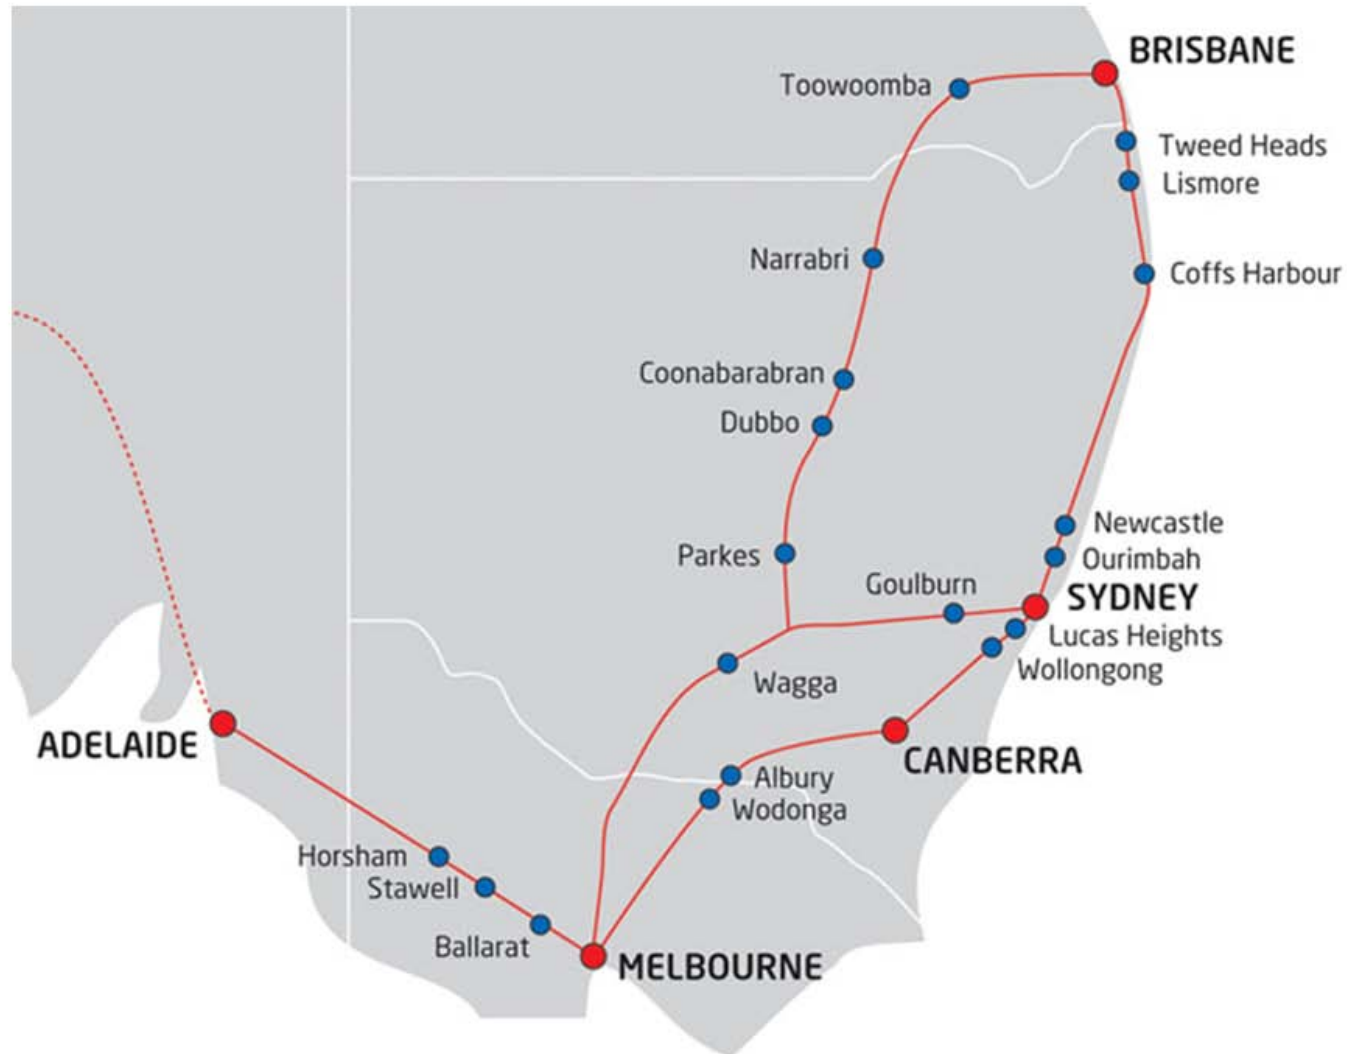 BRISBANE
Toowoomba
Tweed Heads
Lismore
Narrabri
Coffs Harbour
Coonabarabran
Dubbo
Newcastle
Parkes
Ourimbah
Goulburn
SYDNEY
Lucas Heights
Wollongong
Wagga
ADELAIDE
CANBERRA
Albury
Wodonga
Horsham
Stawell
Ballarat
MELBOURNE